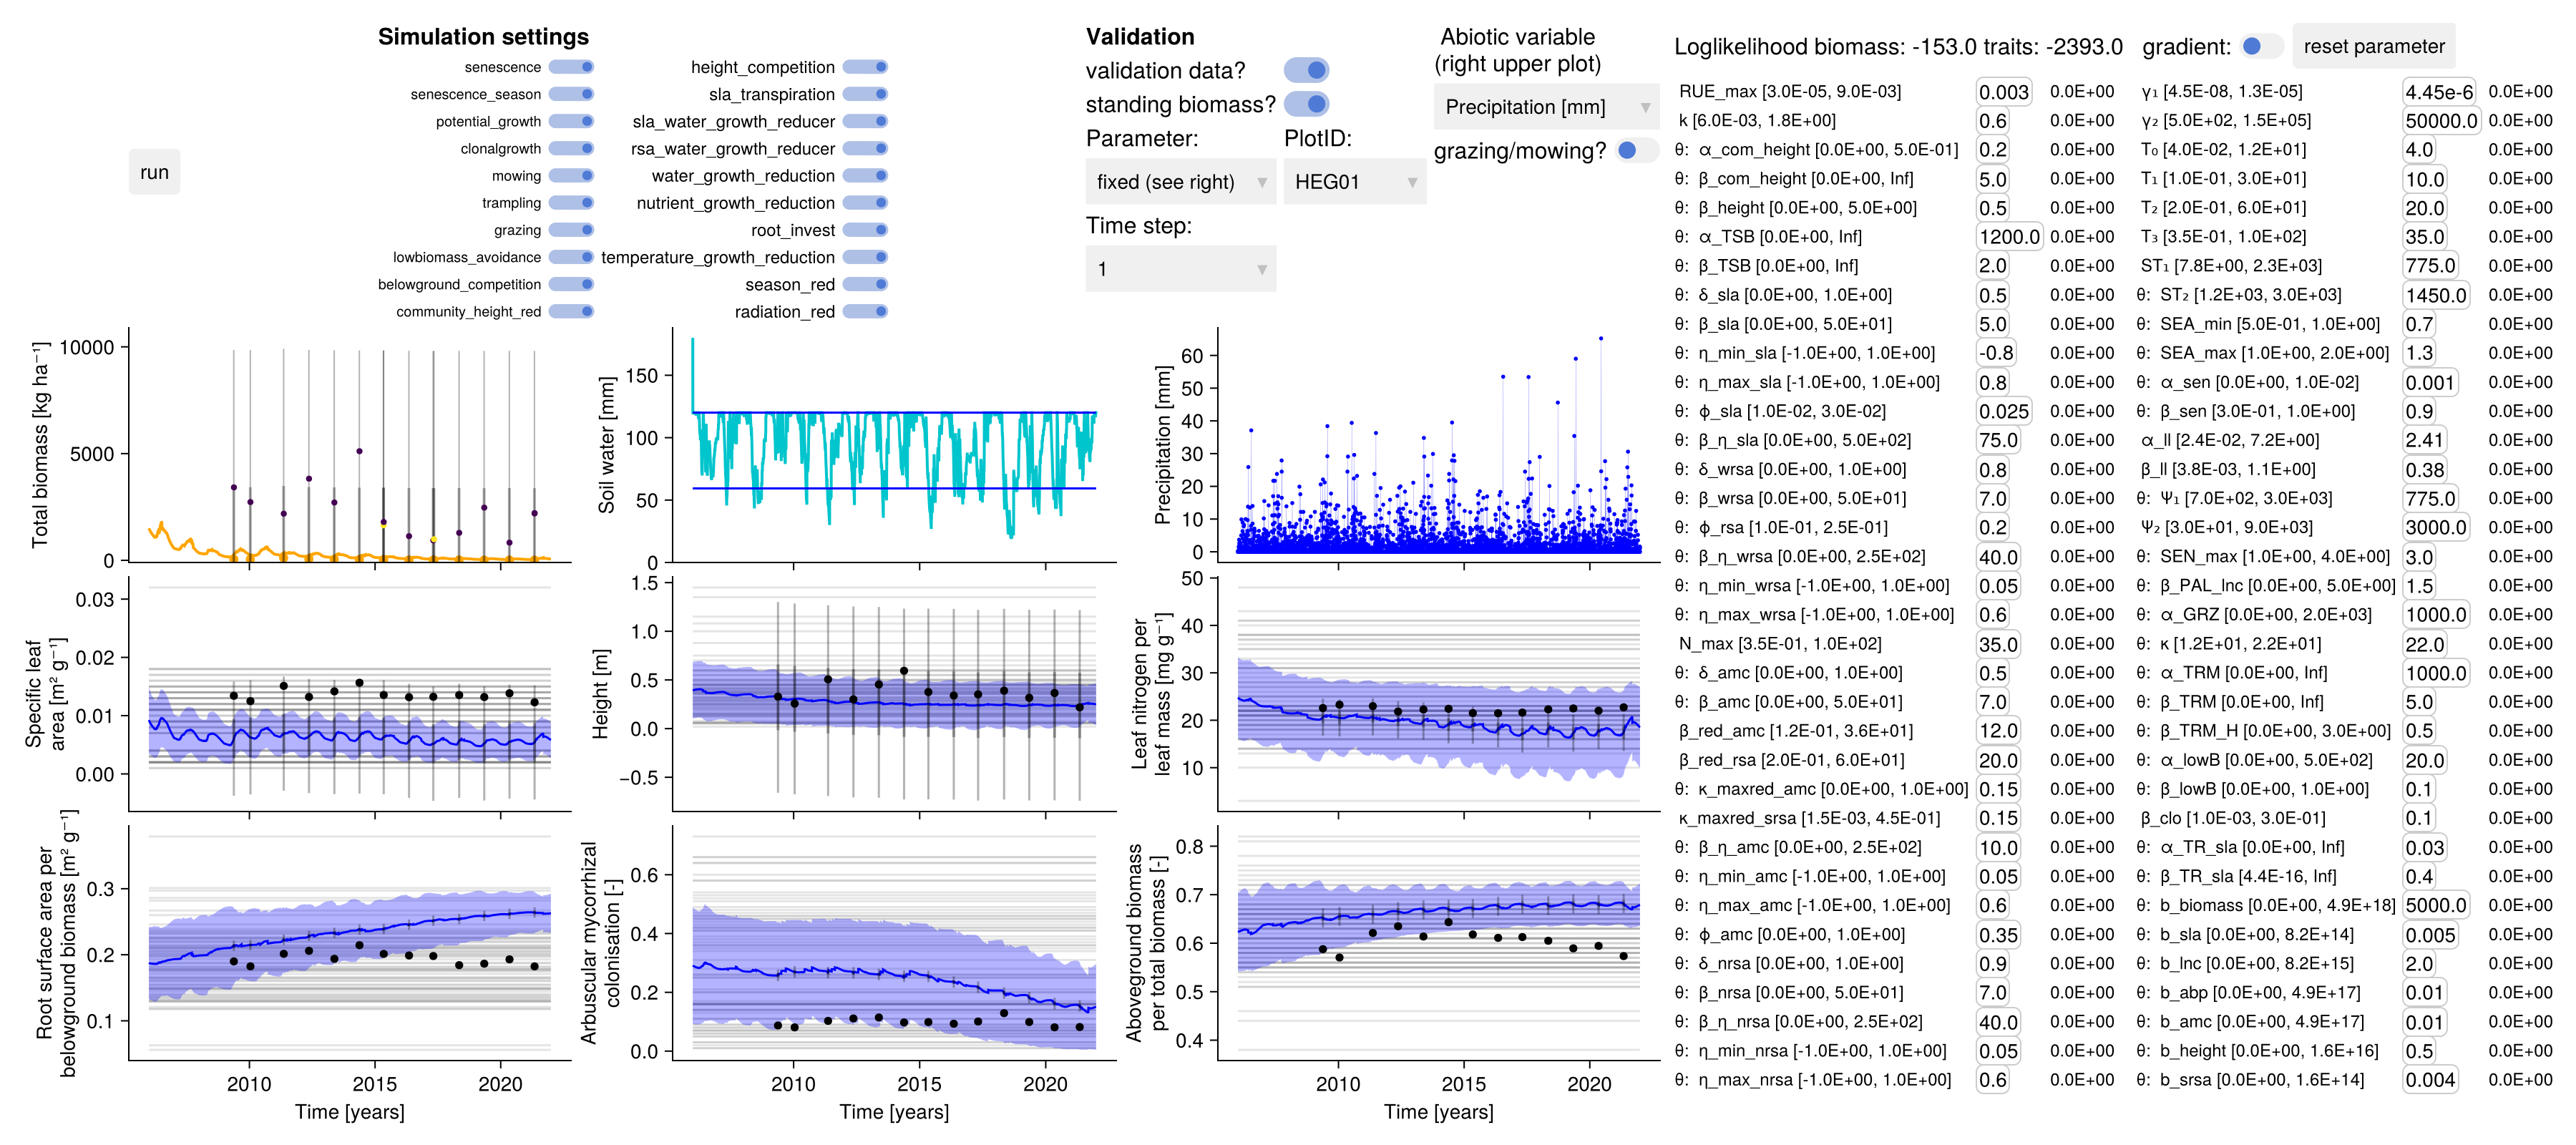 Simulation settings
senescence
senescence_season
potential_growth
clonalgrowth
mowing
trampling
grazing
lowbiomass_avoidance
belowground_competition
community_height_red
height_competition
sla_transpiration
sla_water_growth_reducer
rsa_water_growth_reducer
water_growth_reduction
nutrient_growth_reduction
root_invest
temperature_growth_reduction
season_red
radiation_red
run
Validation
validation data?
standing biomass?
Parameter:
PlotID:
fixed (see right)
HEG01
Time step:
1
Abiotic variable
(right upper plot)
Precipitation [mm]
grazing/mowing?
Loglikelihood biomass: -153.0 traits: -2393.0
gradient:
reset parameter
RUE_max [3.0E-05, 9.0E-03] 0.003 0.0E+00
k [6.0E-03, 1.8E+00] 0.6 0.0E+00
θ: α_com_height [0.0E+00, 5.0E-01] 0.2 0.0E+00
θ: β_com_height [0.0E+00, Inf] 5.0 0.0E+00
θ: β_height [0.0E+00, 5.0E+00] 0.5 0.0E+00
θ: α_TSB [0.0E+00, Inf] 1200.0 0.0E+00
θ: β_TSB [0.0E+00, Inf] 2.0 0.0E+00
θ: δ_sla [0.0E+00, 1.0E+00] 0.5 0.0E+00
θ: β_sla [0.0E+00, 5.0E+01] 5.0 0.0E+00
θ: η_min_sla [-1.0E+00, 1.0E+00] -0.8 0.0E+00
θ: η_max_sla [-1.0E+00, 1.0E+00] 0.8 0.0E+00
θ: ϕ_sla [1.0E-02, 3.0E-02] 0.025 0.0E+00
θ: β_η_sla [0.0E+00, 5.0E+02] 75.0 0.0E+00
θ: δ_wrsa [0.0E+00, 1.0E+00] 0.8 0.0E+00
θ: β_wrsa [0.0E+00, 5.0E+01] 7.0 0.0E+00
θ: ϕ_rsa [1.0E-01, 2.5E-01] 0.2 0.0E+00
θ: β_η_wrsa [0.0E+00, 2.5E+02] 40.0 0.0E+00
θ: η_min_wrsa [-1.0E+00, 1.0E+00] 0.05 0.0E+00
θ: η_max_wrsa [-1.0E+00, 1.0E+00] 0.6 0.0E+00
N_max [3.5E-01, 1.0E+02] 35.0 0.0E+00
θ: δ_amc [0.0E+00, 1.0E+00] 0.5 0.0E+00
θ: β_amc [0.0E+00, 5.0E+01] 7.0 0.0E+00
β_red_amc [1.2E-01, 3.6E+01] 12.0 0.0E+00
β_red_rsa [2.0E-01, 6.0E+01] 20.0 0.0E+00
θ: κ_maxred_amc [0.0E+00, 1.0E+00] 0.15 0.0E+00
κ_maxred_srsa [1.5E-03, 4.5E-01] 0.15 0.0E+00
θ: β_η_amc [0.0E+00, 2.5E+02] 10.0 0.0E+00
θ: η_min_amc [-1.0E+00, 1.0E+00] 0.05 0.0E+00
θ: η_max_amc [-1.0E+00, 1.0E+00] 0.6 0.0E+00
θ: ϕ_amc [0.0E+00, 1.0E+00] 0.35 0.0E+00
θ: δ_nrsa [0.0E+00, 1.0E+00] 0.9 0.0E+00
θ: β_nrsa [0.0E+00, 5.0E+01] 7.0 0.0E+00
θ: β_η_nrsa [0.0E+00, 2.5E+02] 40.0 0.0E+00
θ: η_min_nrsa [-1.0E+00, 1.0E+00] 0.05 0.0E+00
θ: η_max_nrsa [-1.0E+00, 1.0E+00] 0.6 0.0E+00
γ₁ [4.5E-08, 1.3E-05] 4.45e-6 0.0E+00
γ₂ [5.0E+02, 1.5E+05] 50000.0 0.0E+00
T₀ [4.0E-02, 1.2E+01] 4.0 0.0E+00
T₁ [1.0E-01, 3.0E+01] 10.0 0.0E+00
T₂ [2.0E-01, 6.0E+01] 20.0 0.0E+00
T₃ [3.5E-01, 1.0E+02] 35.0 0.0E+00
ST₁ [7.8E+00, 2.3E+03] 775.0 0.0E+00
θ: ST₂ [1.2E+03, 3.0E+03] 1450.0 0.0E+00
θ: SEA_min [5.0E-01, 1.0E+00] 0.7 0.0E+00
θ: SEA_max [1.0E+00, 2.0E+00] 1.3 0.0E+00
θ: α_sen [0.0E+00, 1.0E-02] 0.001 0.0E+00
θ: β_sen [3.0E-01, 1.0E+00] 0.9 0.0E+00
α_ll [2.4E-02, 7.2E+00] 2.41 0.0E+00
β_ll [3.8E-03, 1.1E+00] 0.38 0.0E+00
θ: Ψ₁ [7.0E+02, 3.0E+03] 775.0 0.0E+00
Ψ₂ [3.0E+01, 9.0E+03] 3000.0 0.0E+00
θ: SEN_max [1.0E+00, 4.0E+00] 3.0 0.0E+00
θ: β_PAL_lnc [0.0E+00, 5.0E+00] 1.5 0.0E+00
θ: α_GRZ [0.0E+00, 2.0E+03] 1000.0 0.0E+00
θ: κ [1.2E+01, 2.2E+01] 22.0 0.0E+00
θ: α_TRM [0.0E+00, Inf] 1000.0 0.0E+00
θ: β_TRM [0.0E+00, Inf] 5.0 0.0E+00
θ: β_TRM_H [0.0E+00, 3.0E+00] 0.5 0.0E+00
θ: α_lowB [0.0E+00, 5.0E+02] 20.0 0.0E+00
θ: β_lowB [0.0E+00, 1.0E+00] 0.1 0.0E+00
β_clo [1.0E-03, 3.0E-01] 0.1 0.0E+00
θ: α_TR_sla [0.0E+00, Inf] 0.03 0.0E+00
θ: β_TR_sla [4.4E-16, Inf] 0.4 0.0E+00
θ: b_biomass [0.0E+00, 4.9E+18] 5000.0 0.0E+00
θ: b_sla [0.0E+00, 8.2E+14] 0.005 0.0E+00
θ: b_lnc [0.0E+00, 8.2E+15] 2.0 0.0E+00
θ: b_abp [0.0E+00, 4.9E+17] 0.01 0.0E+00
θ: b_amc [0.0E+00, 4.9E+17] 0.01 0.0E+00
θ: b_height [0.0E+00, 1.6E+16] 0.5 0.0E+00
θ: b_srsa [0.0E+00, 1.6E+14] 0.004 0.0E+00
Total biomass [kg ha⁻¹]
10000
5000
0
Soil water [mm]
150
100
50
0
Precipitation [mm]
60
50
40
30
20
10
0
Specific leaf
area [m² g⁻¹]
0.03
0.02
0.01
0.00
Height [m]
1.5
1.0
0.5
0.0
−0.5
Leaf nitrogen per
leaf mass [mg g⁻¹]
50
40
30
20
10
Root surface area per
belowground biomass [m² g⁻¹]
0.3
0.2
0.1
2010 2015 2020
Time [years]
Arbuscular mycorrhizal
colonisation [-]
0.6
0.4
0.2
0.0
2010 2015 2020
Time [years]
Aboveground biomass
per total biomass [-]
0.8
0.7
0.6
0.5
0.4
2010 2015 2020
Time [years]